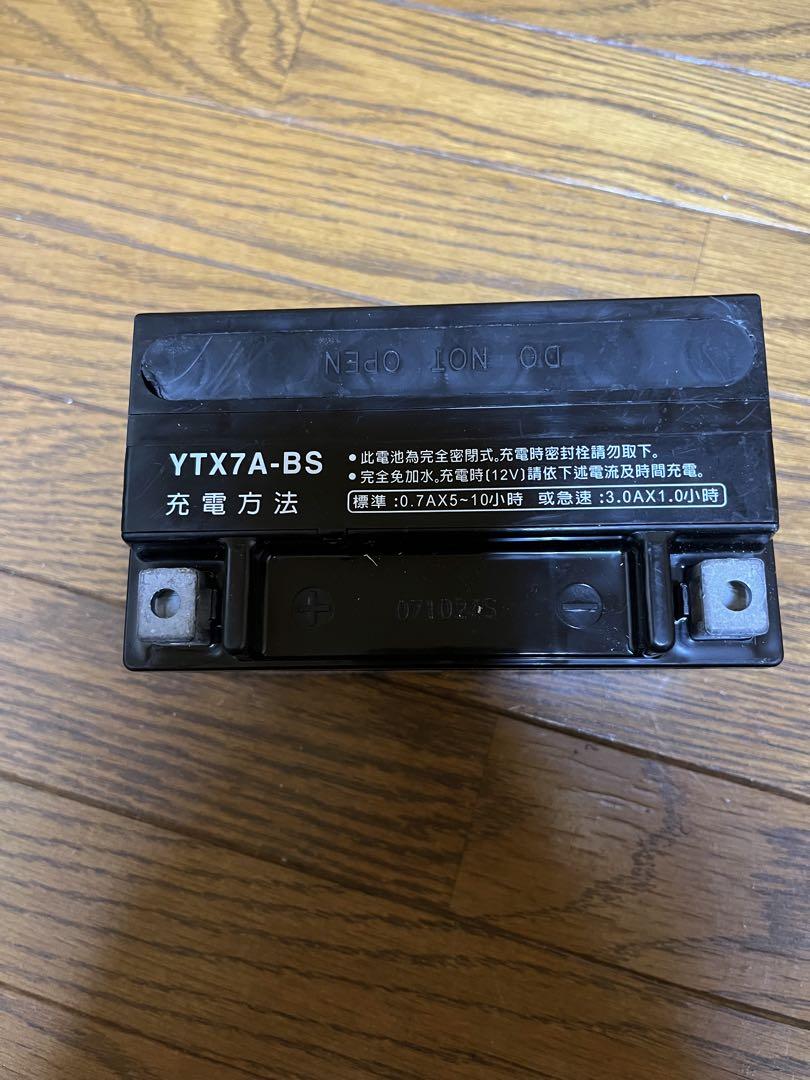 DO NOT OPEN
YTX7A-BS
充電方法
•此電池為完全密閉式。充電時密封栓請勿取下。
•完全免加水。充電時(12V)請依下述電流及時間充電。
標準:0.7AX5~10小時 或急速:3.0AX1.0小時
+ 071024S −